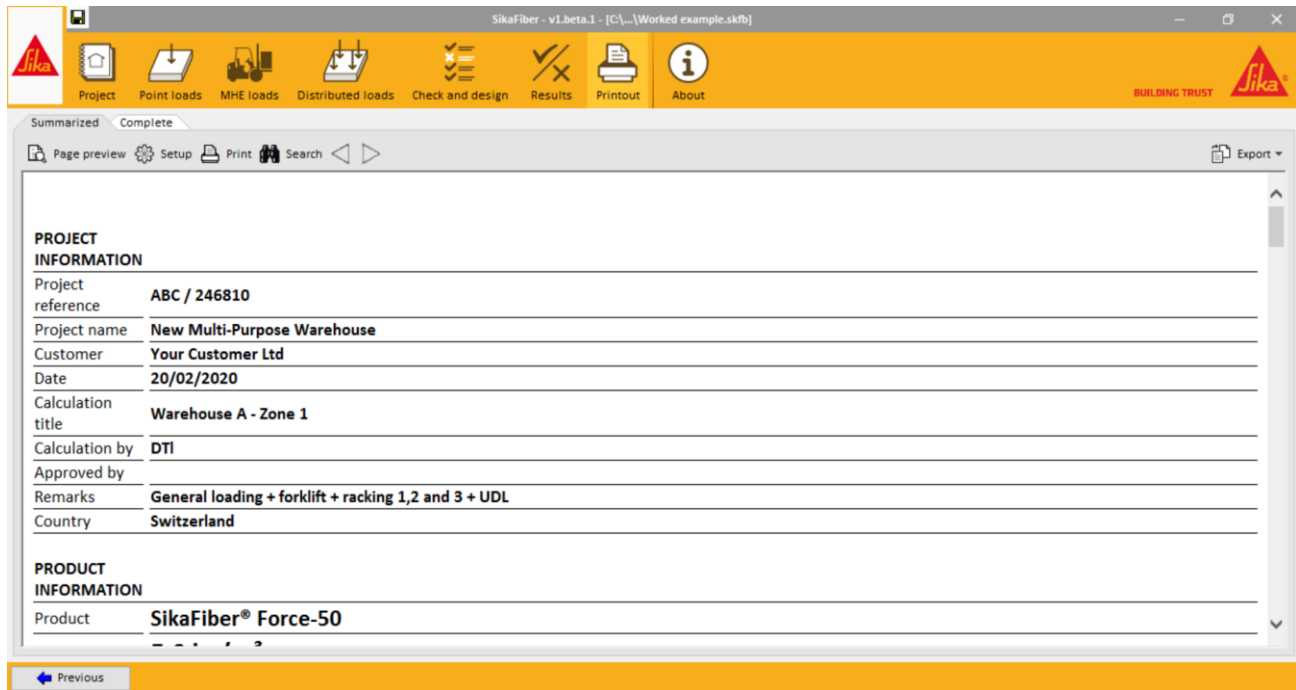 SikaFiber - v1.beta.1 - [C:\...\Worked example.skfb]
Sika
Project
Point loads
MHE loads
Distributed loads
Check and design
Results
Printout
About
BUILDING TRUST
Sika
Summarized
Complete
Page preview
Setup
Print
Search
Export
PROJECT
INFORMATION
Project
reference
ABC / 246810
Project name
New Multi-Purpose Warehouse
Customer
Your Customer Ltd
Date
20/02/2020
Calculation
title
Warehouse A - Zone 1
Calculation by
DTl
Approved by
Remarks
General loading + forklift + racking 1,2 and 3 + UDL
Country
Switzerland
PRODUCT
INFORMATION
Product
SikaFiber® Force-50
Previous